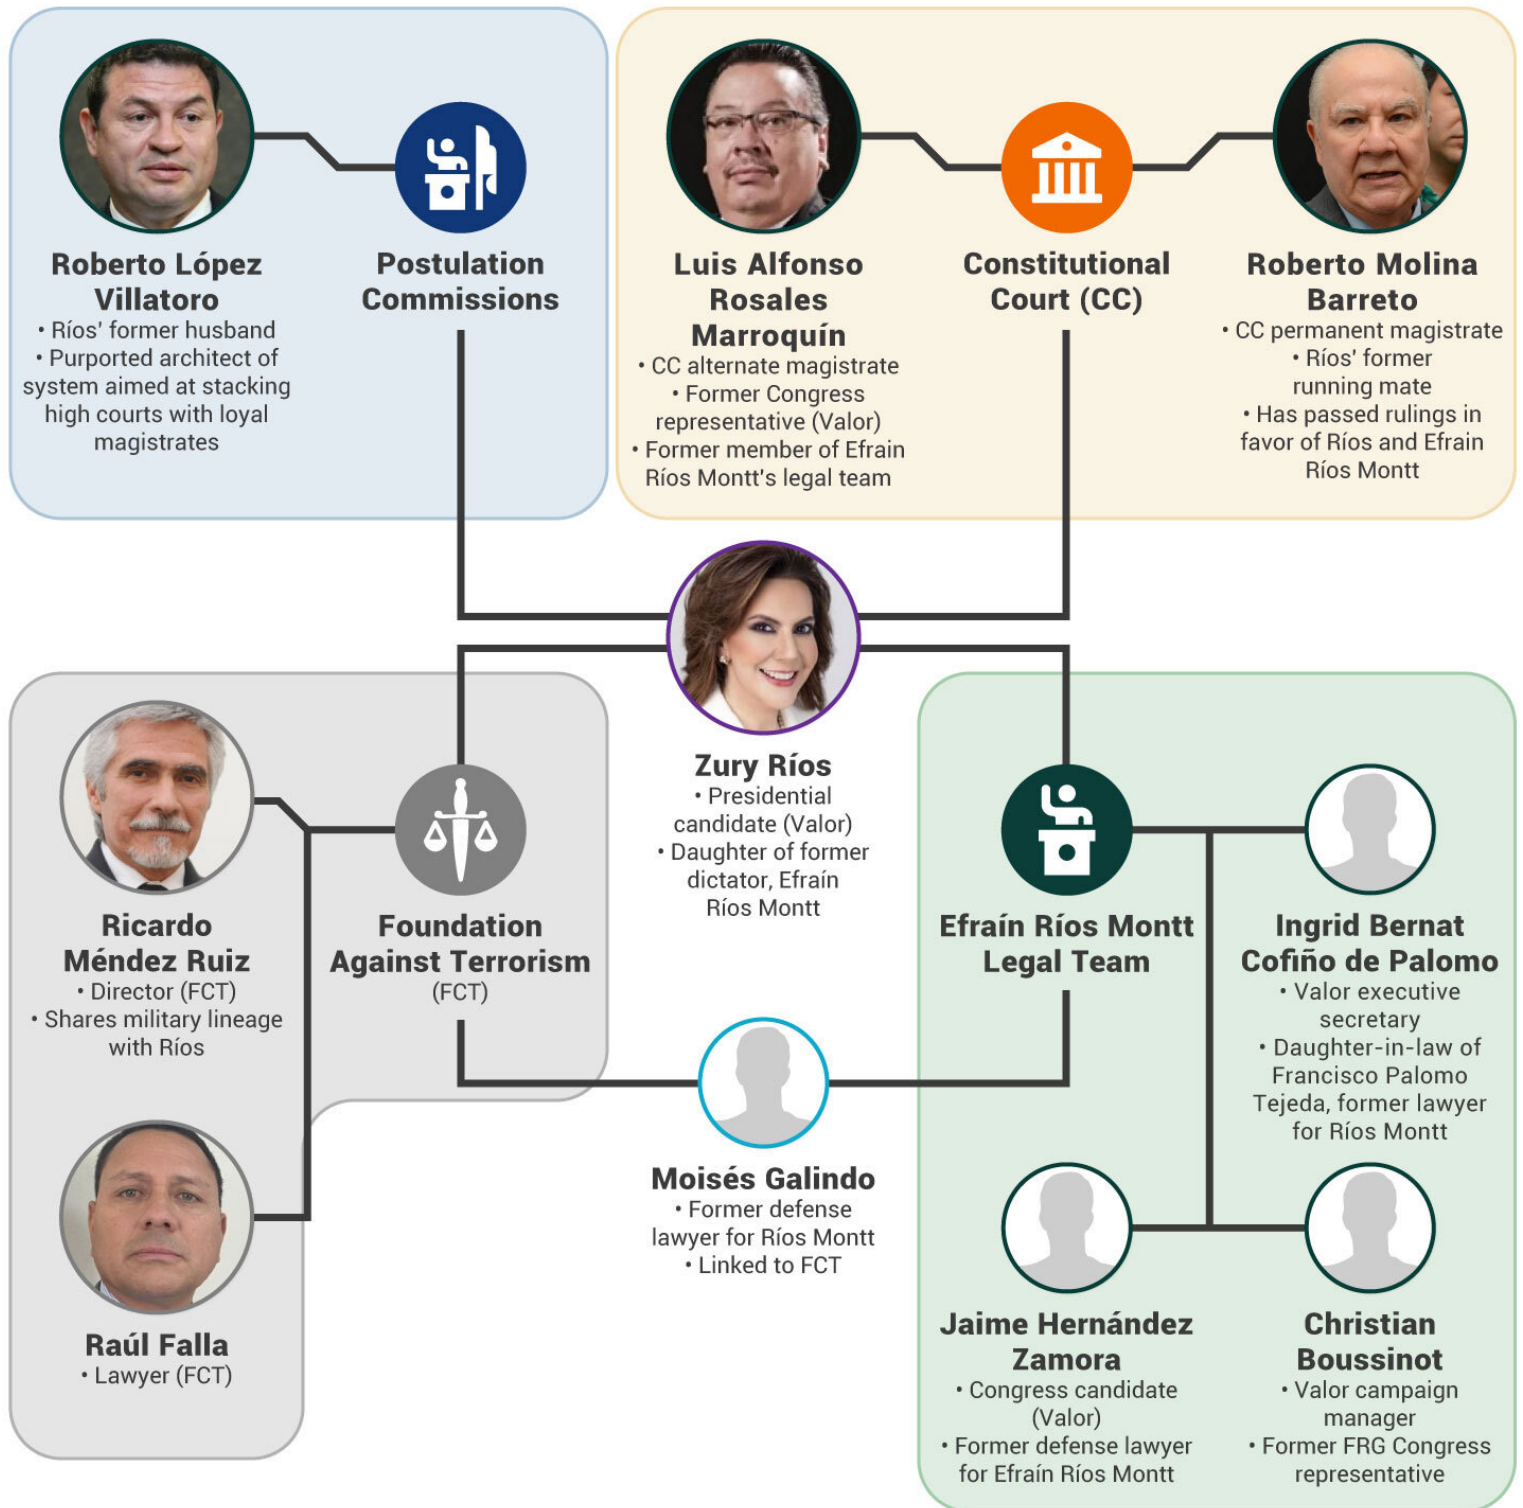 Roberto López
Villatoro
• Ríos' former husband
• Purported architect of
system aimed at stacking
high courts with loyal
magistrates
Postulation
Commissions
Luis Alfonso
Rosales
Marroquín
• CC alternate magistrate
• Former Congress
representative (Valor)
• Former member of Efrain
Ríos Montt's legal team
Constitutional
Court (CC)
Roberto Molina
Barreto
• CC permanent magistrate
• Ríos' former
running mate
• Has passed rulings in
favor of Ríos and Efrain
Ríos Montt
Zury Ríos
• Presidential
candidate (Valor)
• Daughter of former
dictator, Efraín
Ríos Montt
Ricardo
Méndez Ruiz
• Director (FCT)
• Shares military lineage
with Ríos
Foundation
Against Terrorism
(FCT)
Raúl Falla
• Lawyer (FCT)
Moisés Galindo
• Former defense
lawyer for Ríos Montt
• Linked to FCT
Efraín Ríos Montt
Legal Team
Ingrid Bernat
Cofiño de Palomo
• Valor executive
secretary
• Daughter-in-law of
Francisco Palomo
Tejeda, former lawyer
for Ríos Montt
Jaime Hernández
Zamora
• Congress candidate
(Valor)
• Former defense lawyer
for Efraín Ríos Montt
Christian
Boussinot
• Valor campaign
manager
• Former FRG Congress
representative